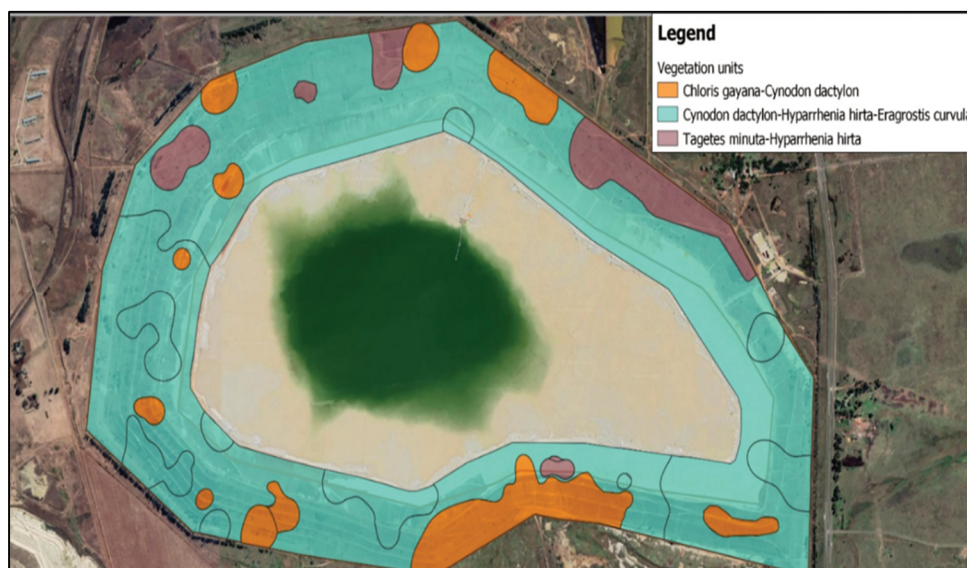 Legend
Vegetation units
Chloris gayana-Cynodon dactylon
Cynodon dactylon-Hyparrhenia hirta-Eragrostis curvula
Tagetes minuta-Hyparrhenia hirta